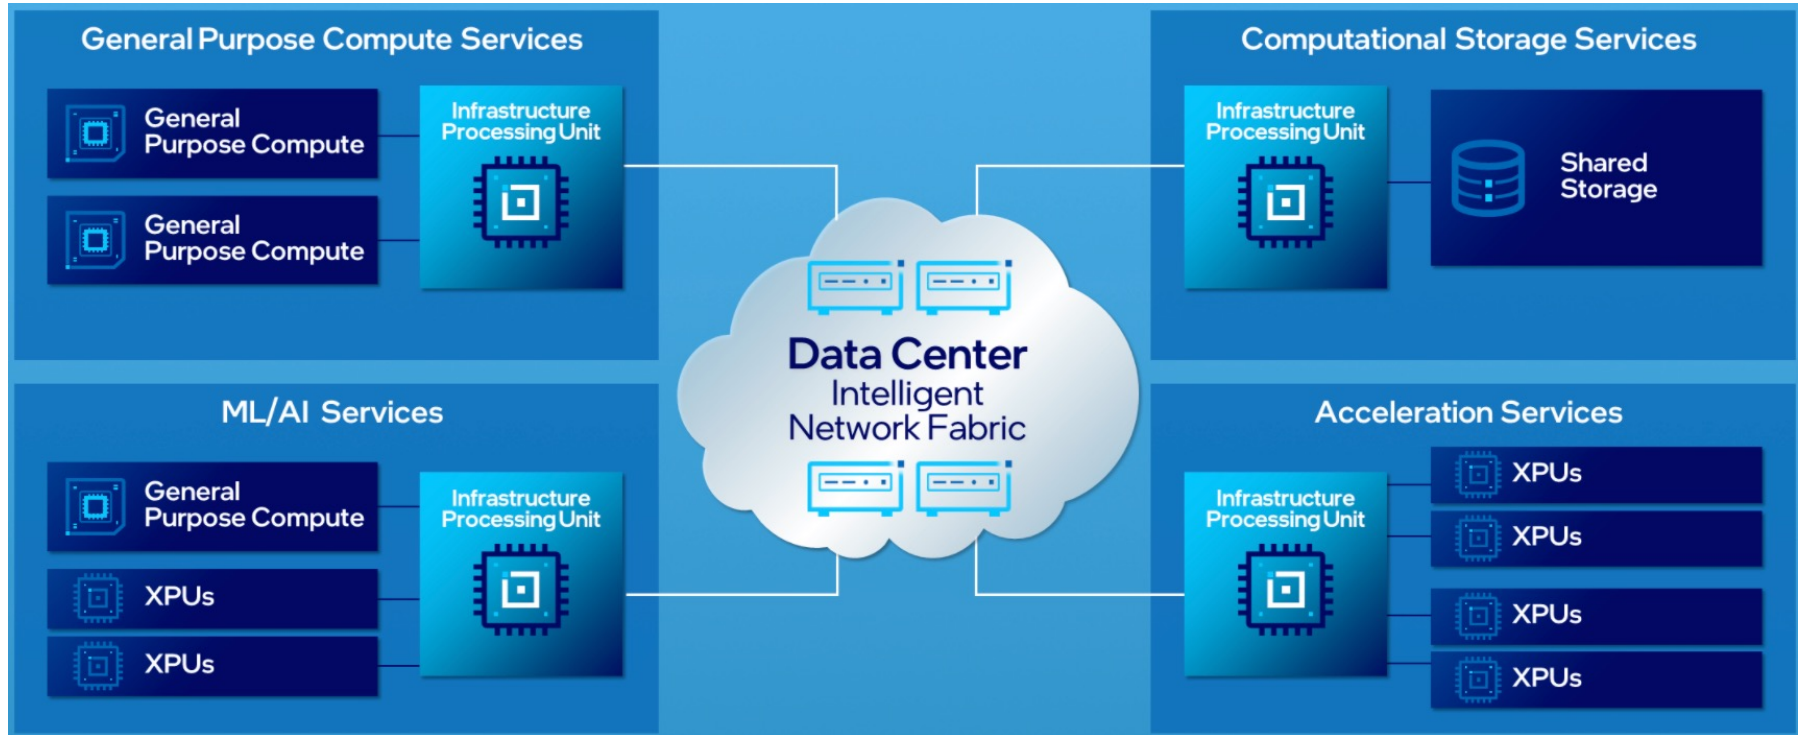 General Purpose Compute Services
General
Purpose Compute
General
Purpose Compute
Infrastructure
Processing Unit
Computational Storage Services
Infrastructure
Processing Unit
Shared
Storage
Data Center
Intelligent
Network Fabric
ML/AI Services
General
Purpose Compute
XPUs
XPUs
Infrastructure
Processing Unit
Acceleration Services
Infrastructure
Processing Unit
XPUs
XPUs
XPUs
XPUs